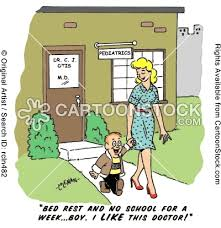 DR. C. J.
OTIS
M.D.
PEDIATRICS
CARTOONSTOCK
.com
"BED REST AND NO SCHOOL FOR A
WEEK...BOY, I LIKE THIS DOCTOR!"
© Original Artist / Search ID: rcln482
Rights Available from CartoonStock.com